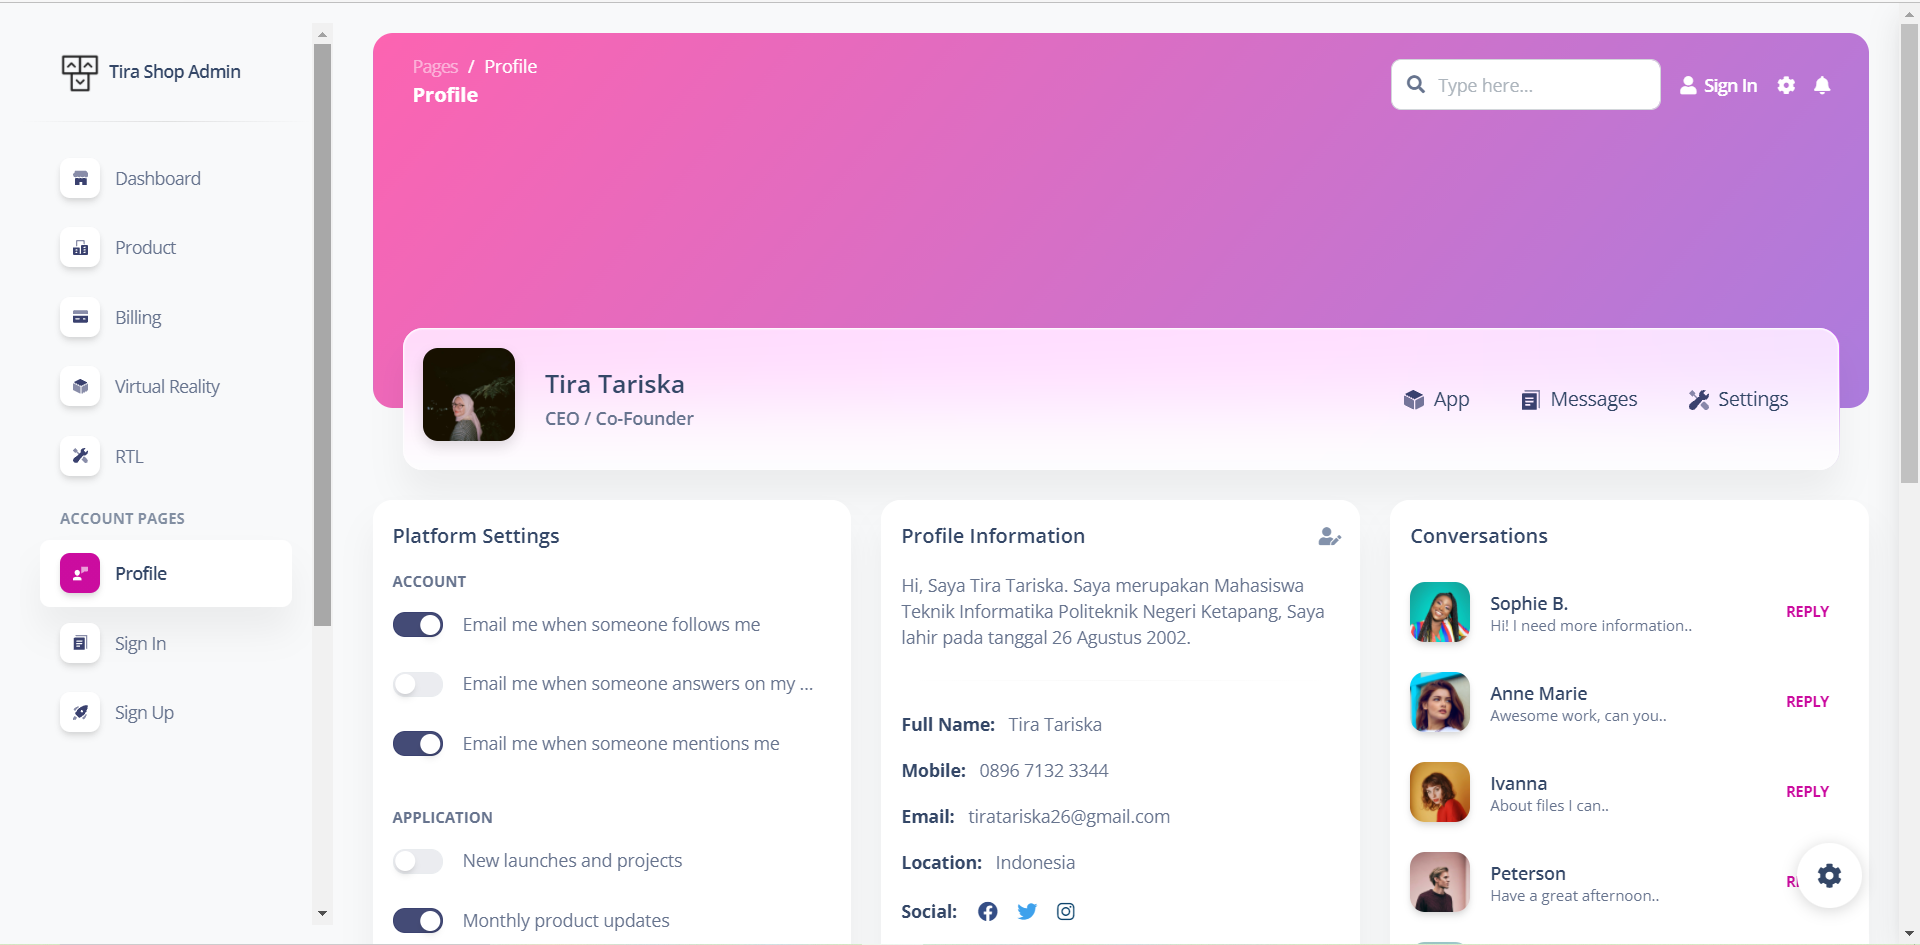 Tira Shop Admin
Dashboard
Product
Billing
Virtual Reality
RTL
ACCOUNT PAGES
Profile
Sign In
Sign Up
Pages / Profile
Profile
Type here...
Sign In
Tira Tariska
CEO / Co-Founder
App
Messages
Settings
Platform Settings
ACCOUNT
Email me when someone follows me
Email me when someone answers on my ...
Email me when someone mentions me
APPLICATION
New launches and projects
Monthly product updates
Profile Information
Hi, Saya Tira Tariska. Saya merupakan Mahasiswa
Teknik Informatika Politeknik Negeri Ketapang, Saya
lahir pada tanggal 26 Agustus 2002.
Full Name: Tira Tariska
Mobile: 0896 7132 3344
Email: tiratariska26@gmail.com
Location: Indonesia
Social:
Conversations
Sophie B.
Hi! I need more information..
REPLY
Anne Marie
Awesome work, can you..
REPLY
Ivanna
About files I can..
REPLY
Peterson
Have a great afternoon..